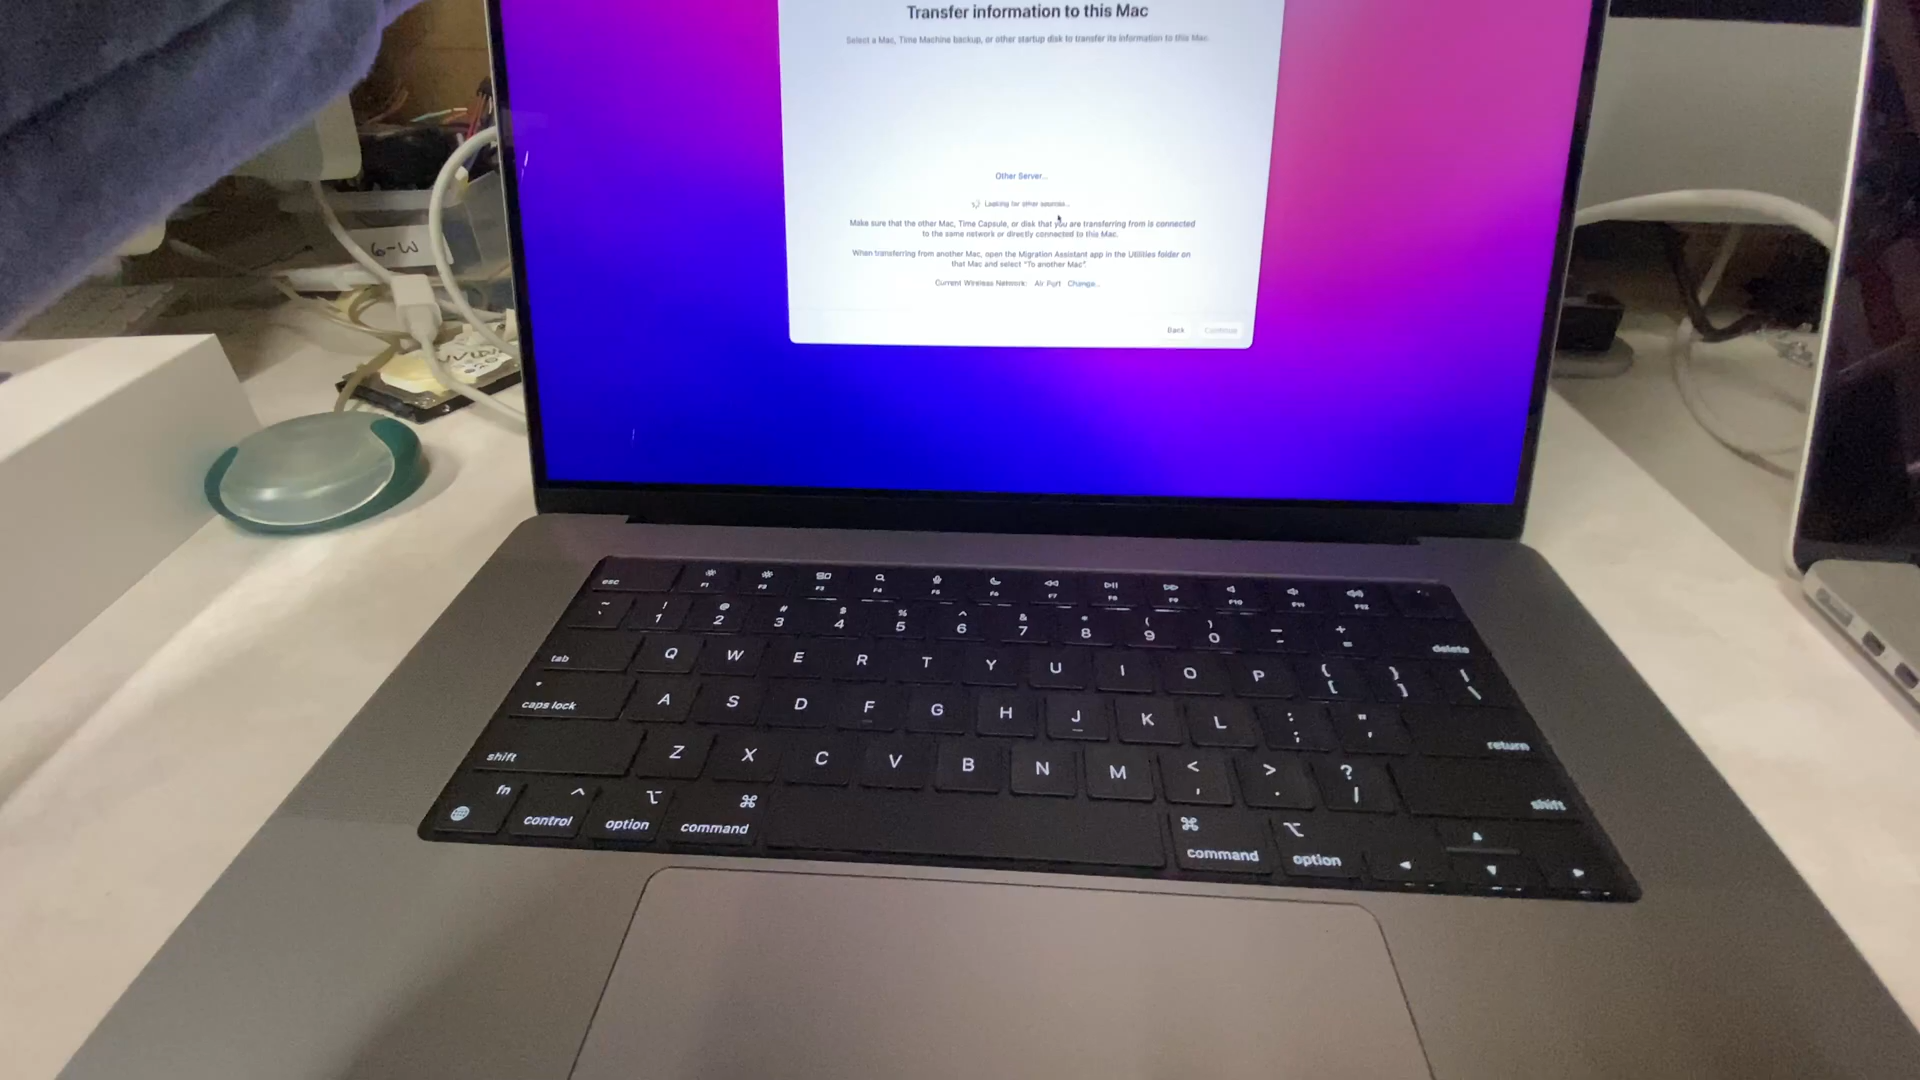 Transfer information to this Mac
Select a Mac, Time Machine backup, or other startup disk to transfer its information to this Mac.
Other Server...
Looking for other sources...
Make sure that the other Mac, Time Capsule, or disk that you are transferring from is connected
to the same network or directly connected to this Mac.
When transferring from another Mac, open the Migration Assistant app in the Utilities folder on
that Mac and select "To another Mac".
Current Wireless Network: Air Port Change...
Back Continue
6-W
esc F1 F2 F3 F4 F5 F6 F7 F8 F9 F10 F11 F12
~ ! @ # $ % ^ & * ( ) _ +
` 1 2 3 4 5 6 7 8 9 0 - = delete
tab Q W E R T Y U I O P { [ } ] | \
caps lock A S D F G H J K L : ; " ' return
shift Z X C V B N M < , > . ? / shift
fn control option command command option